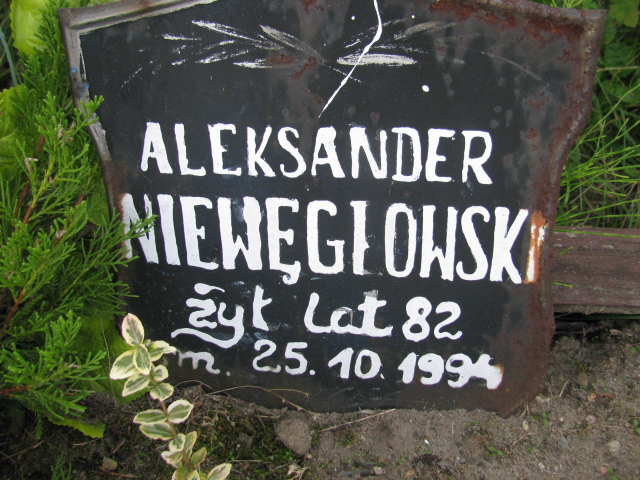 ALEKSANDER
NIEWĘGŁOWSKI
żył lat 82
zm. 25.10.1994